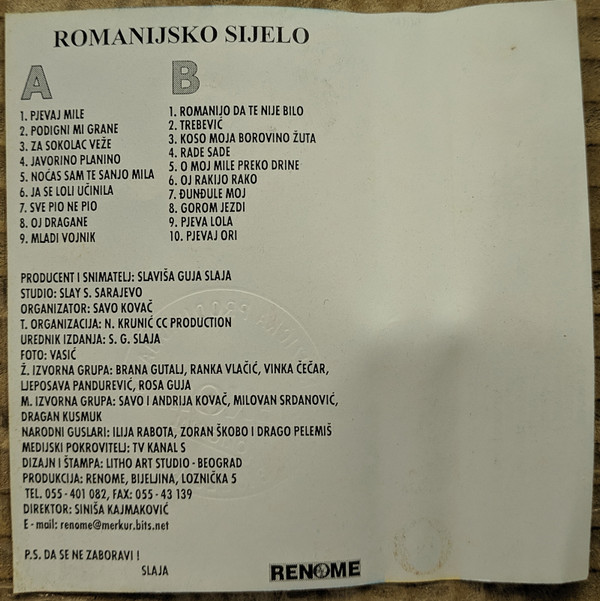 ROMANIJSKO SIJELO
A
1. PJEVAJ MILE
2. PODIGNI MI GRANE
3. ZA SOKOLAC VEŽE
4. JAVORINO PLANINO
5. NOĆAS SAM TE SANJO MILA
6. JA SE LOLI UČINILA
7. SVE PIO NE PIO
8. OJ DRAGANE
9. MLADI VOJNIK
B
1. ROMANIJO DA TE NIJE BILO
2. TREBEVIĆ
3. KOSO MOJA BOROVINO ŽUTA
4. RADE SADE
5. O MOJ MILE PREKO DRINE
6. OJ RAKIJO RAKO
7. ĐUNĐULE MOJ
8. GOROM JEZDI
9. PJEVA LOLA
10. PJEVAJ ORI
PRODUCENT I SNIMATELJ: SLAVIŠA GUJA SLAJA
STUDIO: SLAY S. SARAJEVO
ORGANIZATOR: SAVO KOVAČ
T. ORGANIZACIJA: N. KRUNIĆ CC PRODUCTION
UREDNIK IZDANJA: S. G. SLAJA
FOTO: VASIĆ
Ž. IZVORNA GRUPA: BRANA GUTALJ, RANKA VLAČIĆ, VINKA ČEČAR,
LJEPOSAVA PANDUREVIĆ, ROSA GUJA
M. IZVORNA GRUPA: SAVO I ANDRIJA KOVAČ, MILOVAN SRDANOVIĆ,
DRAGAN KUSMUK
NARODNI GUSLARI: ILIJA RABOTA, ZORAN ŠKOBO I DRAGO PELEMIŠ
MEDIJSKI POKROVITELJ: TV KANAL S
DIZAJN I ŠTAMPA: LITHO ART STUDIO - BEOGRAD
PRODUKCIJA: RENOME, BIJELJINA, LOZNIČKA 5
TEL. 055 - 401 082, FAX: 055 - 43 139
DIREKTOR: SINIŠA KAJMAKOVIĆ
E - mail: renome@merkur.bits.net
P.S. DA SE NE ZABORAVI !
SLAJA
RENOME